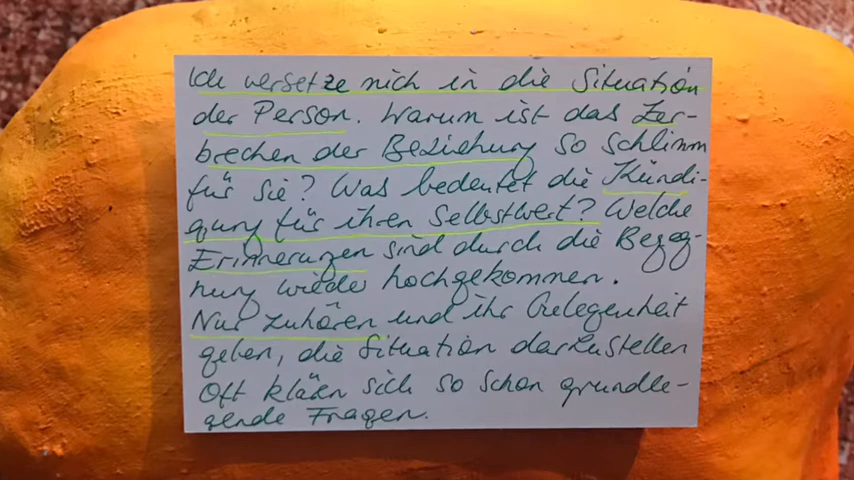 Ich versetze mich in die Situation
der Person. Warum ist das Zer-
brechen der Beziehung so schlimm
für sie? Was bedeutet die Kündi-
gung für ihren Selbstwert? Welche
Erinnerungen sind durch die Begeg-
nung wieder hochgekommen.
Nur zuhören und ihr Gelegenheit
geben, die Situation darzustellen
Oft klären sich so schon grundle-
gende Fragen.